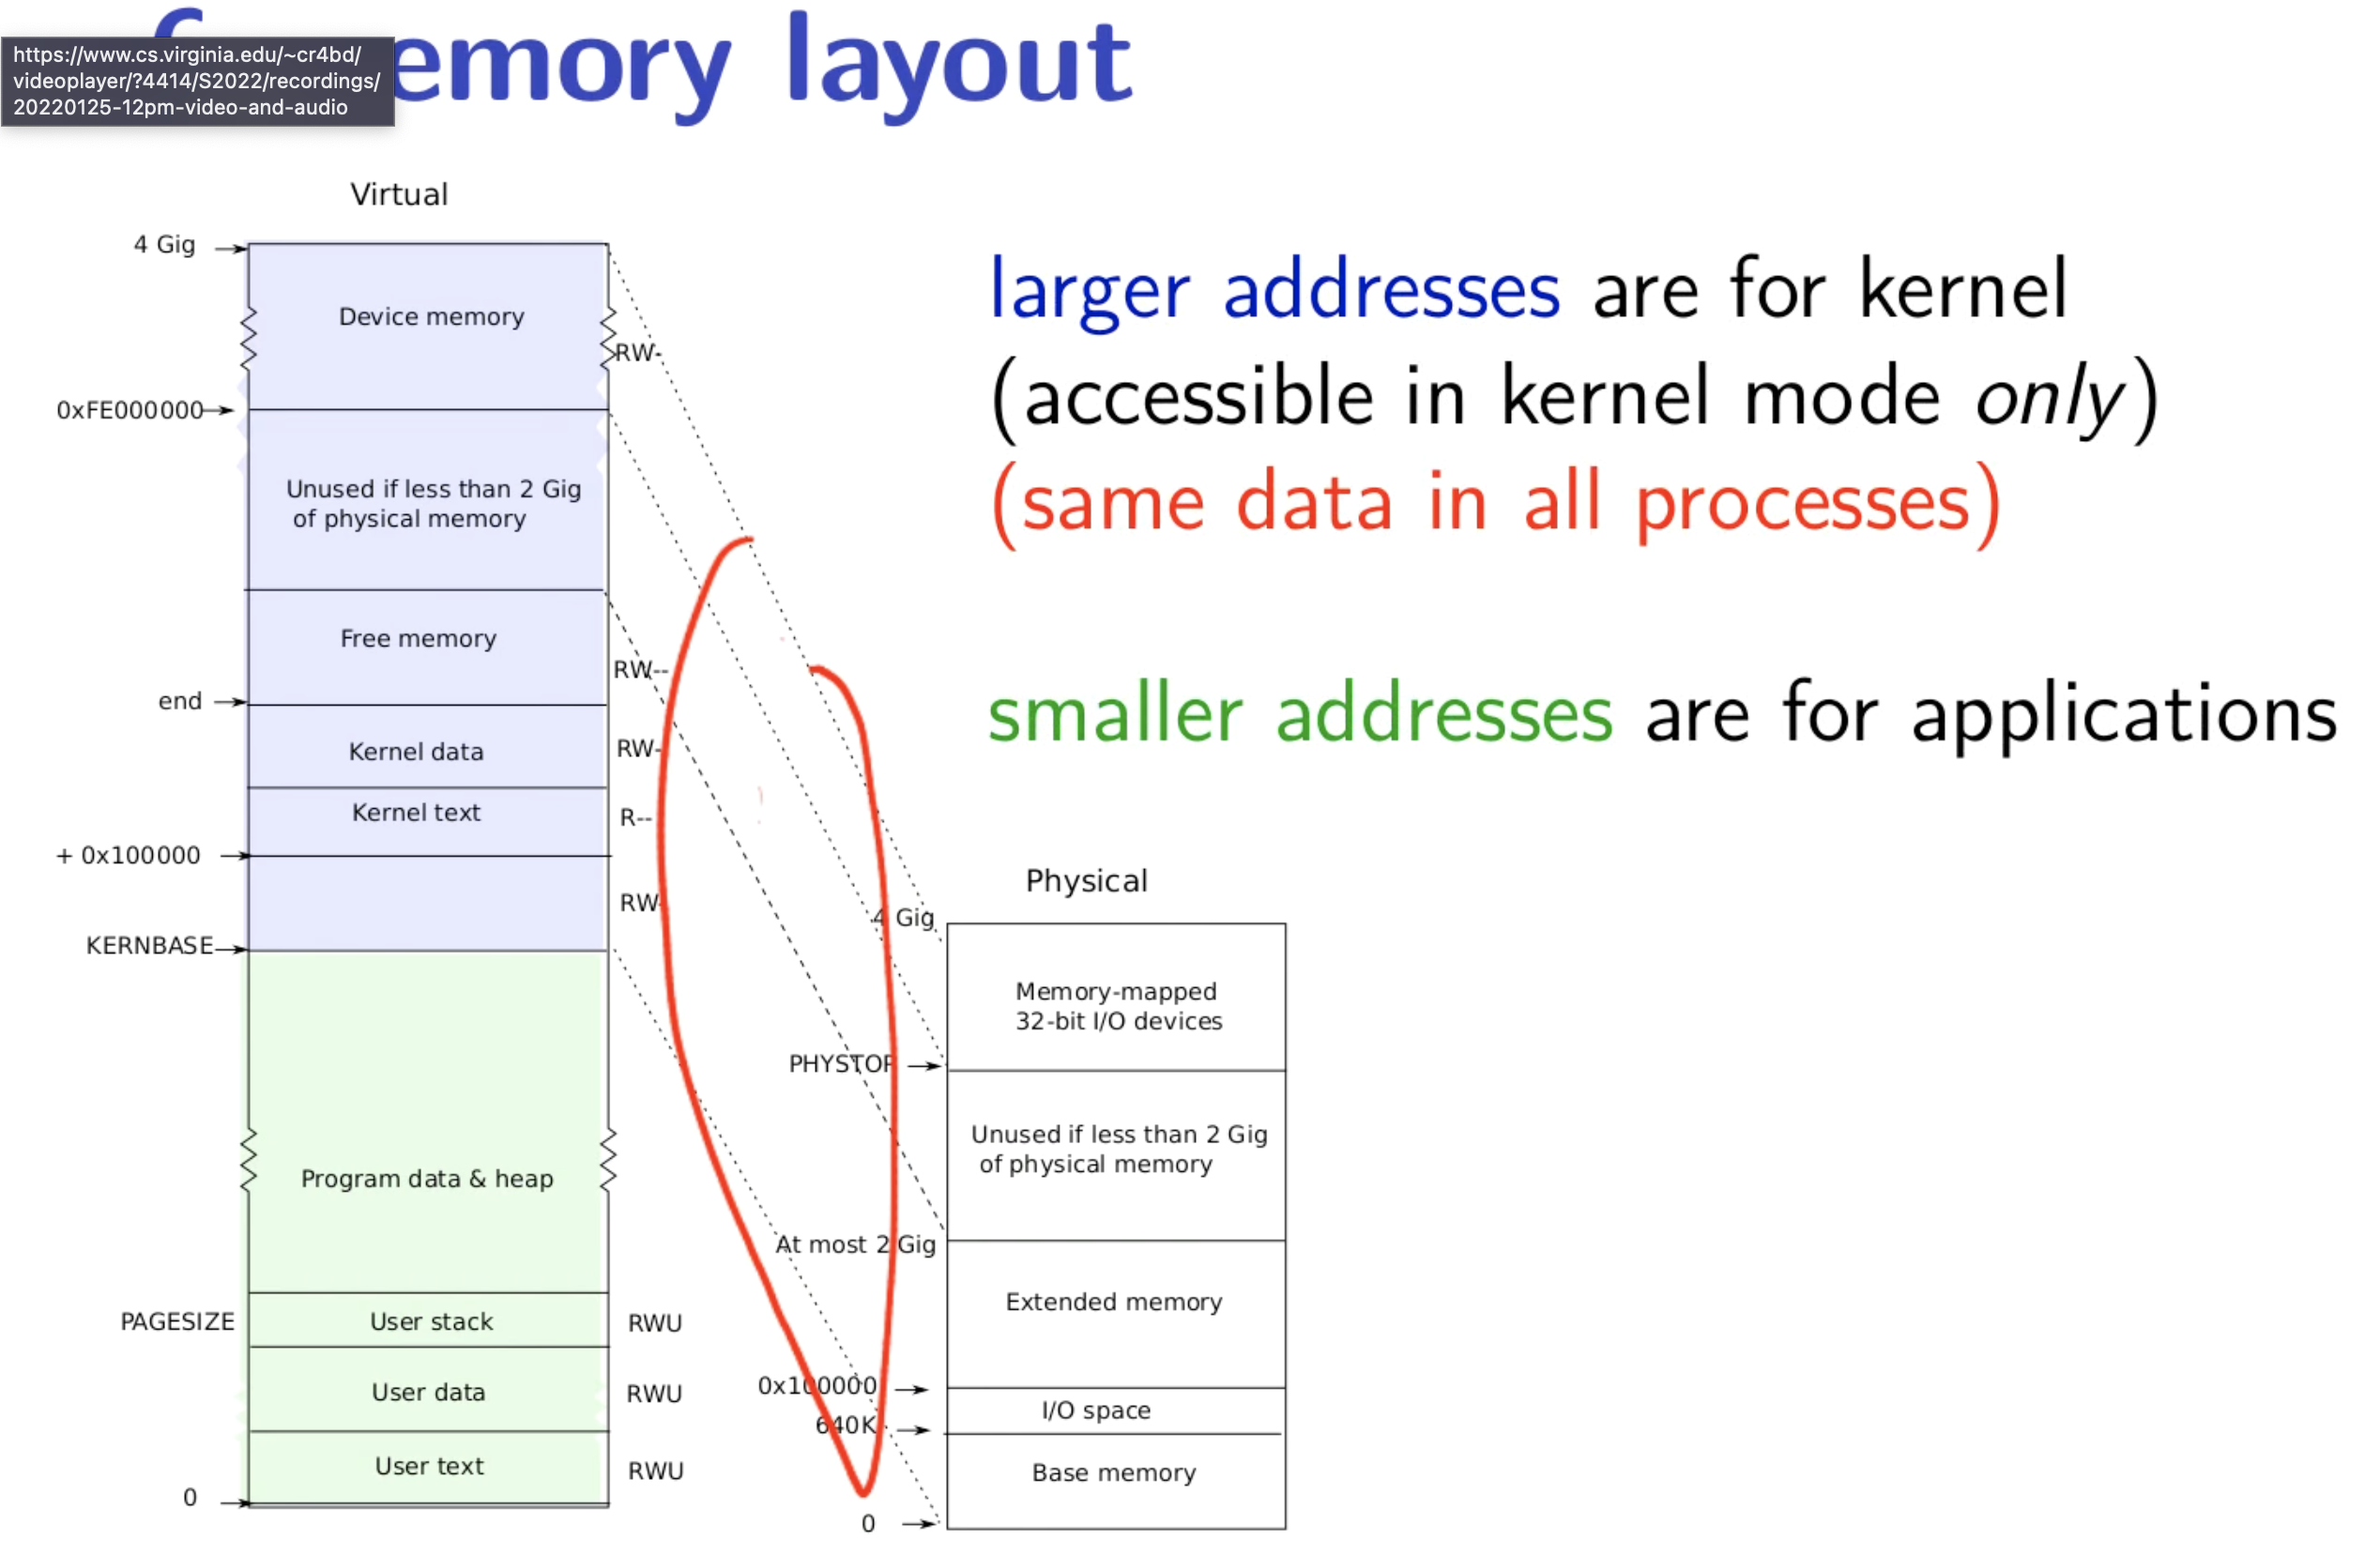 https://www.cs.virginia.edu/~cr4bd/
videoplayer/?4414/S2022/recordings/
20220125-12pm-video-and-audio
emory layout
Virtual
4 Gig
Device memory
RW-
0xFE000000
Unused if less than 2 Gig
of physical memory
Free memory
RW--
end
Kernel data
RW-
Kernel text
R--
+ 0x100000
RW-
KERNBASE
Program data & heap
PAGESIZE
User stack
RWU
User data
RWU
User text
RWU
0
larger addresses are for kernel
(accessible in kernel mode only)
(same data in all processes)
smaller addresses are for applications
Physical
4 Gig
Memory-mapped
32-bit I/O devices
PHYSTOP
Unused if less than 2 Gig
of physical memory
At most 2 Gig
Extended memory
0x100000
I/O space
640K
Base memory
0